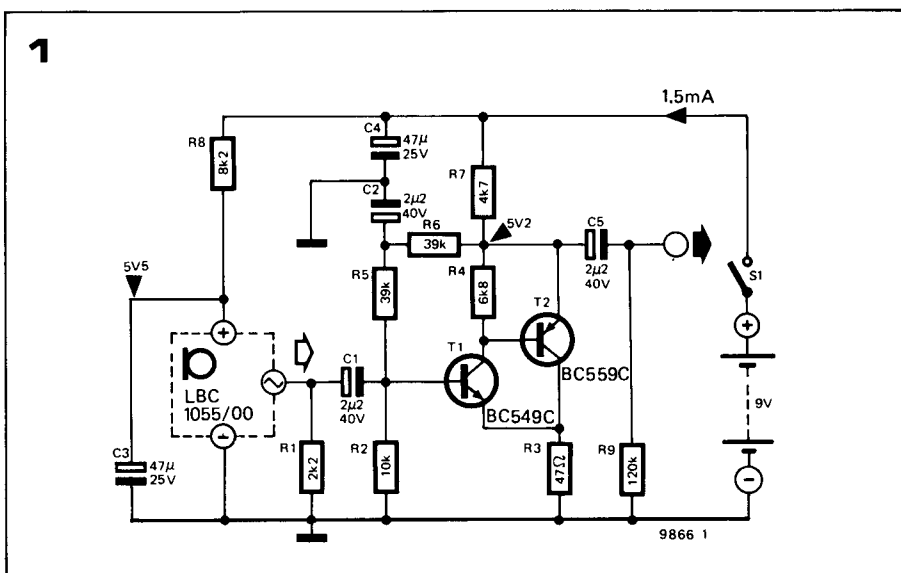 1
1.5mA
R8
8k2
C4
47µ
25V
C2
2µ2
40V
R7
4k7
5V2
R6
39k
C5
2µ2
40V
S1
5V5
R5
39k
R4
6k8
T2
T1
BC559C
BC549C
LBC
1055/00
C1
2µ2
40V
9V
C3
47µ
25V
R1
2k2
R2
10k
R3
47Ω
R9
120k
9866 1